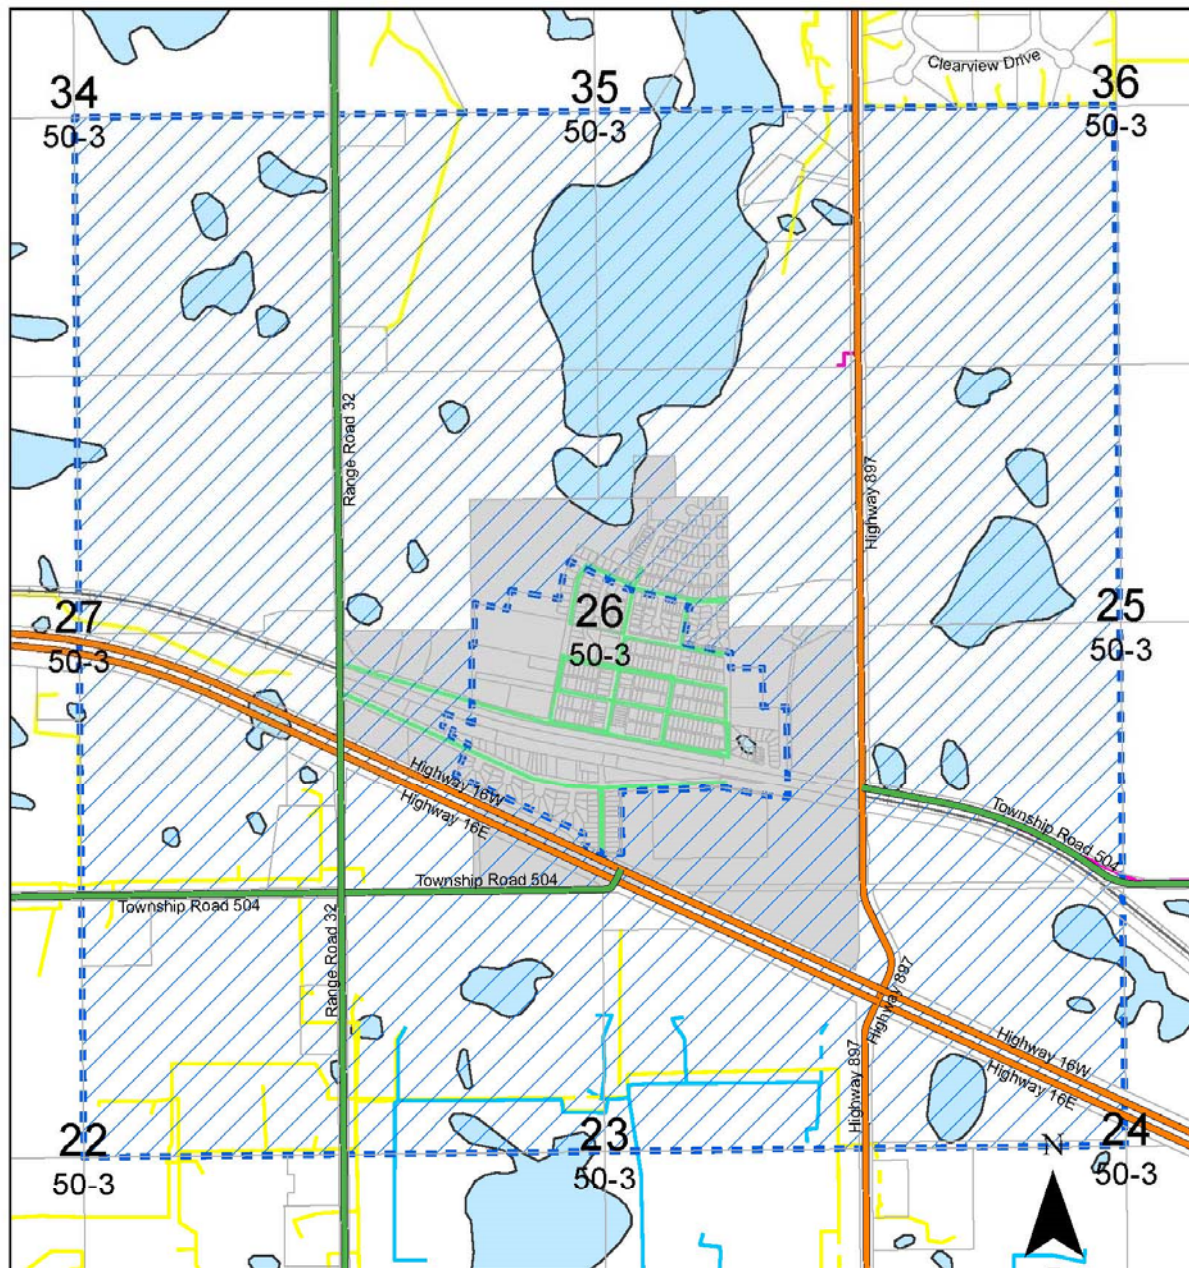 Clearview Drive
34
50-3
35
50-3
36
50-3
Range Road 32
Highway 897
27
50-3
26
50-3
25
50-3
Highway 16W
Highway 16E
Township Road 504
Township Road 504
Township Road 504
Range Road 32
Highway 897
Highway 897
Highway 16W
Highway 16E
22
50-3
23
50-3
24
50-3
N